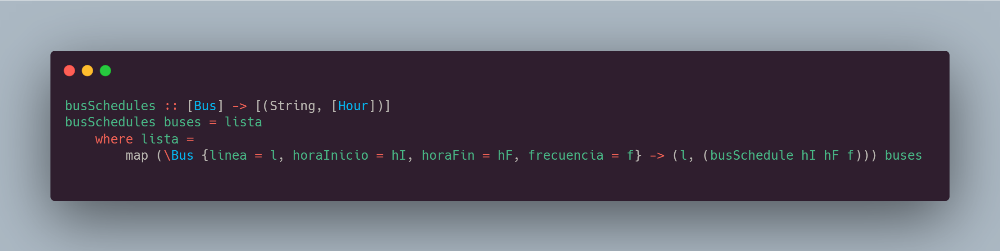 busSchedules :: [Bus] -> [(String, [Hour])]
busSchedules buses = lista
    where lista =
        map (\Bus {linea = l, horaInicio = hI, horaFin = hF, frecuencia = f} -> (l, (busSchedule hI hF f))) buses